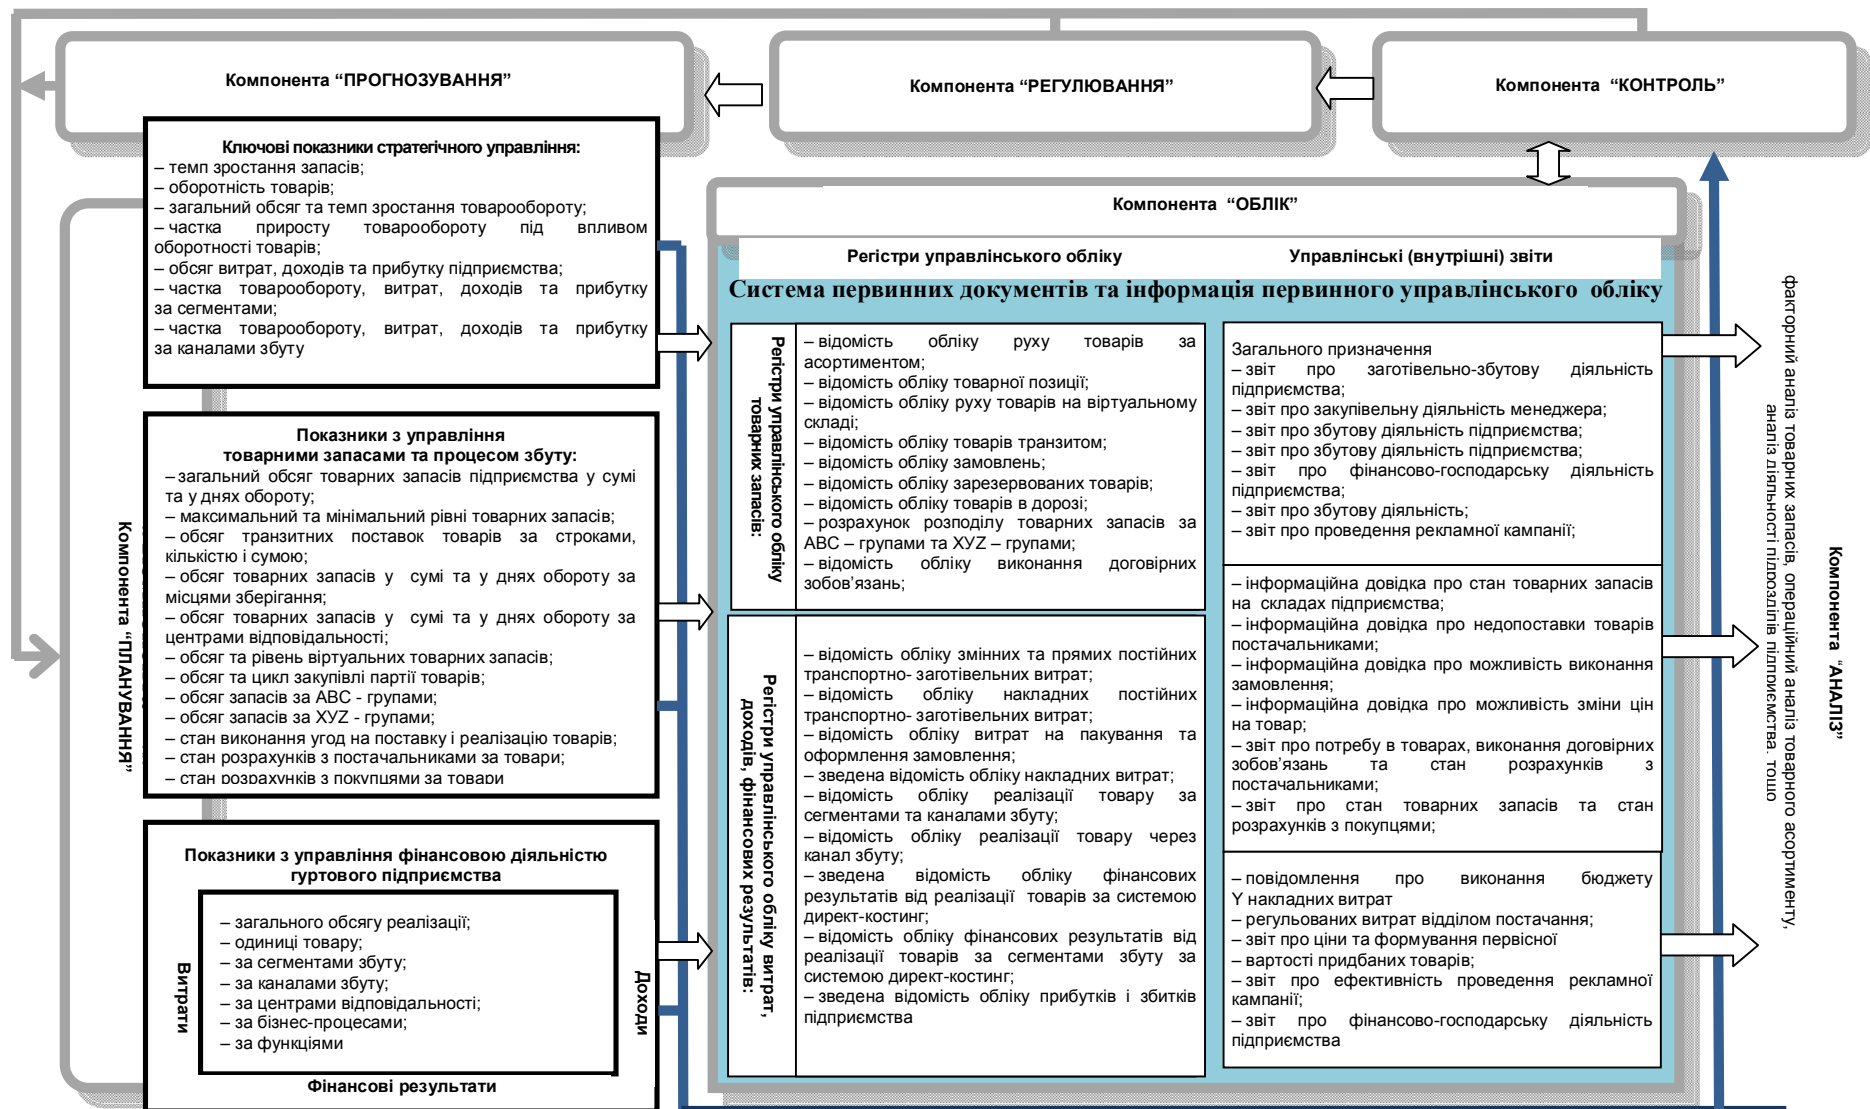 Компонента “ПРОГНОЗУВАННЯ”
Компонента “РЕГУЛЮВАННЯ”
Компонента “КОНТРОЛЬ”
Ключові показники стратегічного управління:
– темп зростання запасів;
– оборотність товарів;
– загальний обсяг та темп зростання товарообороту;
– частка приросту товарообороту під впливом
оборотності товарів;
– обсяг витрат, доходів та прибутку підприємства;
– частка товарообороту, витрат, доходів та прибутку
за сегментами;
– частка товарообороту, витрат, доходів та прибутку
за каналами збуту
Компонента “ПЛАНУВАННЯ”
Показники з управління
товарними запасами та процесом збуту:
– загальний обсяг товарних запасів підприємства у сумі
та у днях обороту;
– максимальний та мінімальний рівні товарних запасів;
– обсяг транзитних поставок товарів за строками,
кількістю і сумою;
– обсяг товарних запасів у сумі та у днях обороту за
місцями зберігання;
– обсяг товарних запасів у сумі та у днях обороту за
центрами відповідальності;
– обсяг та рівень віртуальних товарних запасів;
– обсяг та цикл закупівлі партії товарів;
– обсяг запасів за АВС - групами;
– обсяг запасів за ХУZ - групами;
– стан виконання угод на поставку і реалізацію товарів;
– стан розрахунків з постачальниками за товари;
– стан розрахунків з покупцями за товари
Показники з управління фінансовою діяльністю
гуртового підприємства
Витрати
– загального обсягу реалізації;
– одиниці товару;
– за сегментами збуту;
– за каналами збуту;
– за центрами відповідальності;
– за бізнес-процесами;
– за функціями
Доходи
Фінансові результати
Компонента “ОБЛІК”
Регістри управлінського обліку
Управлінські (внутрішні) звіти
Система первинних документів та інформація первинного управлінського обліку
Регістри управлінського обліку
товарних запасів:
– відомість обліку руху товарів за
асортиментом;
– відомість обліку товарної позиції;
– відомість обліку руху товарів на віртуальному
складі;
– відомість обліку товарів транзитом;
– відомість обліку замовлень;
– відомість обліку зарезервованих товарів;
– відомість обліку товарів в дорозі;
– розрахунок розподілу товарних запасів за
АВС – групами та ХУZ – групами;
– відомість обліку виконання договірних
зобов’язань;
Регістри управлінського обліку витрат,
доходів, фінансових результатів:
– відомість обліку змінних та прямих постійних
транспортно- заготівельних витрат;
– відомість обліку накладних постійних
транспортно- заготівельних витрат;
– відомість обліку витрат на пакування та
оформлення замовлення;
– зведена відомість обліку накладних витрат;
– відомість обліку реалізації товару за
сегментами та каналами збуту;
– відомість обліку реалізації товару через
канал збуту;
– зведена відомість обліку фінансових
результатів від реалізації товарів за системою
директ-костинг;
– відомість обліку фінансових результатів від
реалізації товарів за сегментами збуту за
системою директ-костинг;
– зведена відомість обліку прибутків і збитків
підприємства
Загального призначення
– звіт про заготівельно-збутову діяльність
підприємства;
– звіт про закупівельну діяльність менеджера;
– звіт про збутову діяльність підприємства;
– звіт про збутову діяльність підприємства;
– звіт про фінансово-господарську діяльність
підприємства;
– звіт про збутову діяльність;
– звіт про проведення рекламної кампанії;
– інформаційна довідка про стан товарних запасів
на складах підприємства;
– інформаційна довідка про недопоставки товарів
постачальниками;
– інформаційна довідка про можливість виконання
замовлення;
– інформаційна довідка про можливість зміни цін
на товар;
– звіт про потребу в товарах, виконання договірних
зобов’язань та стан розрахунків з
постачальниками;
– звіт про стан товарних запасів та стан
розрахунків з покупцями;
– повідомлення про виконання бюджету
Y накладних витрат
– регульованих витрат відділом постачання;
– звіт про ціни та формування первісної
– вартості придбаних товарів;
– звіт про ефективність проведення рекламної
кампанії;
– звіт про фінансово-господарську діяльність
підприємства
факторний аналіз товарних запасів, операційний аналіз товарного асортименту,
аналіз діяльності підрозділів підприємства, тощо
Компонента “АНАЛІЗ”